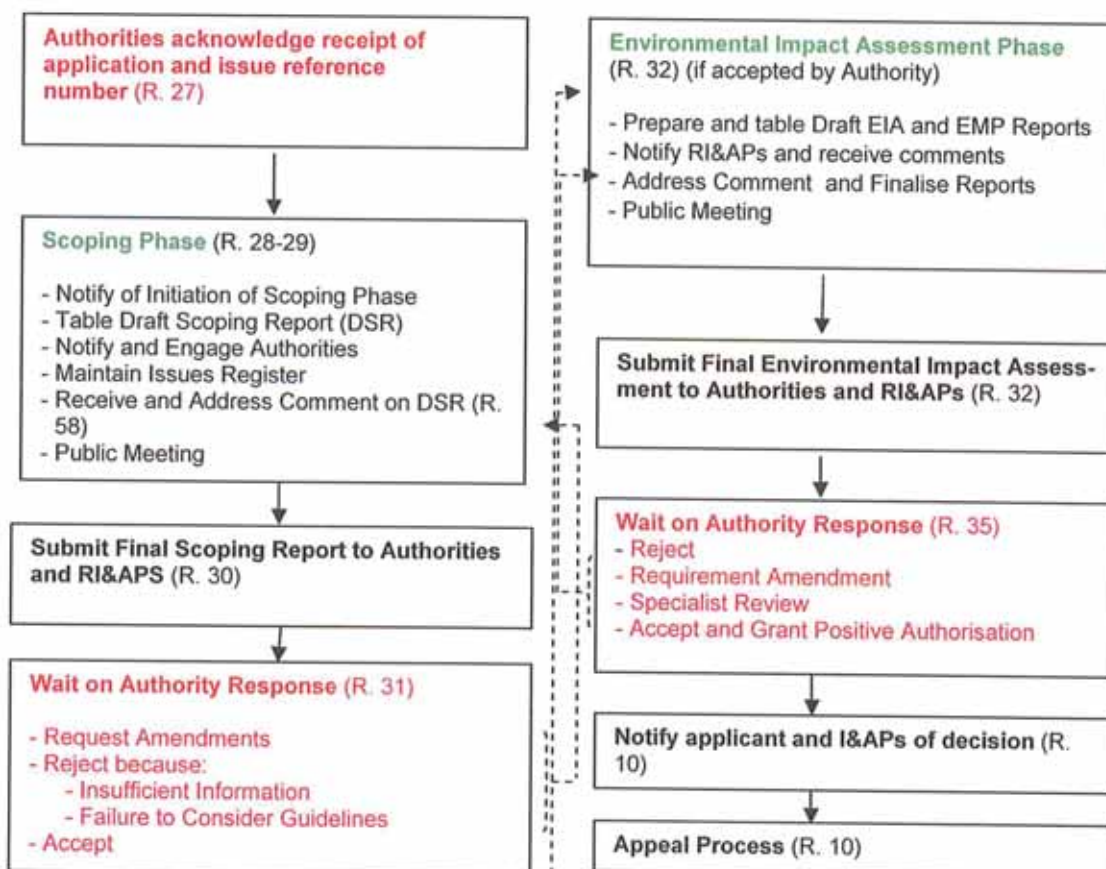 Authorities acknowledge receipt of
application and issue reference
number (R. 27)
Scoping Phase (R. 28-29)
- Notify of Initiation of Scoping Phase
- Table Draft Scoping Report (DSR)
- Notify and Engage Authorities
- Maintain Issues Register
- Receive and Address Comment on DSR (R.
58)
- Public Meeting
Submit Final Scoping Report to Authorities
and RI&APS (R. 30)
Wait on Authority Response (R. 31)
- Request Amendments
- Reject because:
- Insufficient Information
- Failure to Consider Guidelines
- Accept
Environmental Impact Assessment Phase
(R. 32) (if accepted by Authority)
- Prepare and table Draft EIA and EMP Reports
- Notify RI&APs and receive comments
- Address Comment and Finalise Reports
- Public Meeting
Submit Final Environmental Impact Assess-
ment to Authorities and RI&APs (R. 32)
Wait on Authority Response (R. 35)
- Reject
- Requirement Amendment
- Specialist Review
- Accept and Grant Positive Authorisation
Notify applicant and I&APs of decision (R.
10)
Appeal Process (R. 10)